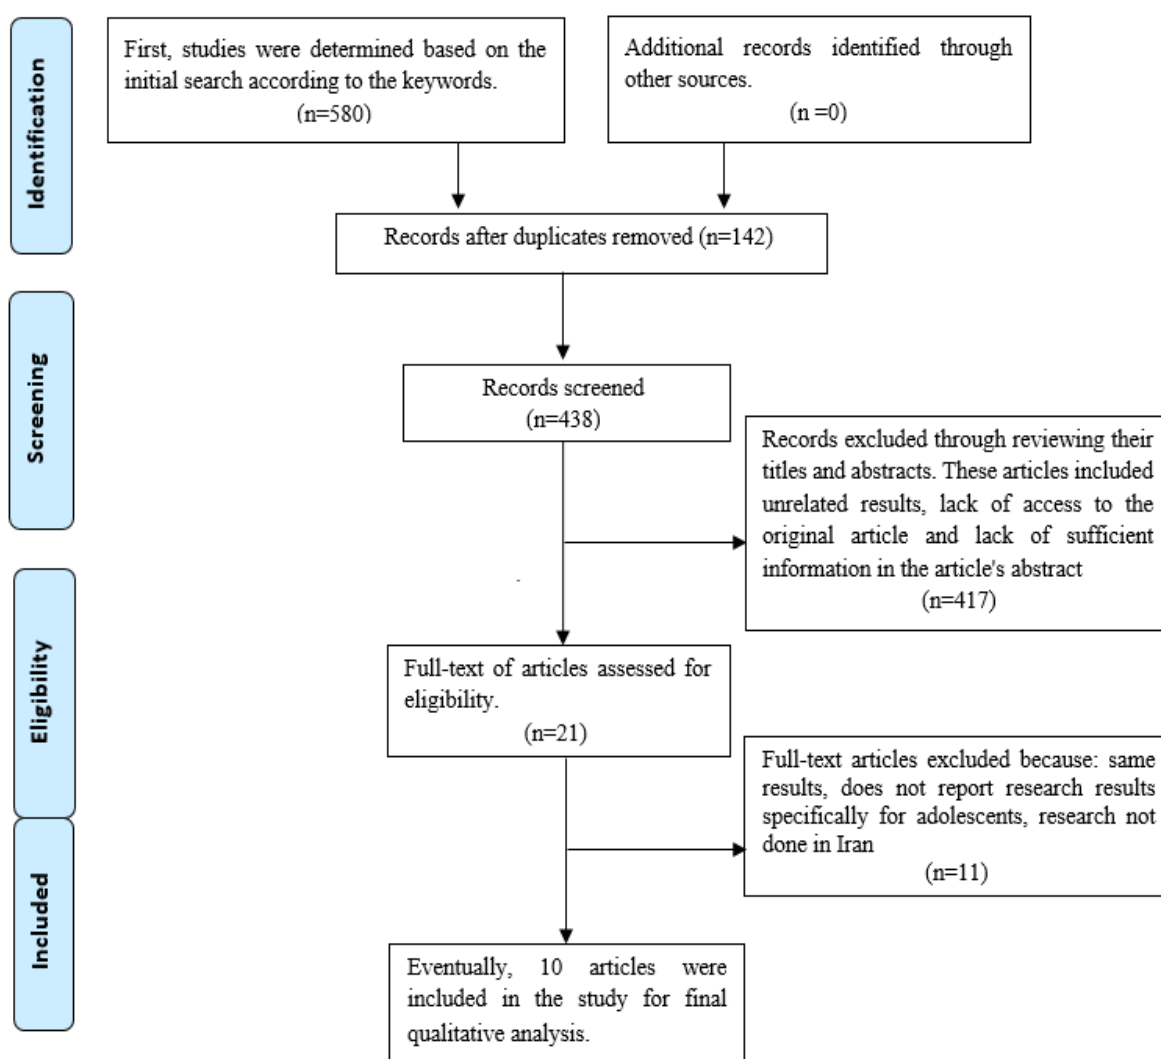 Identification
First, studies were determined based on the
initial search according to the keywords.
(n=580)
Additional records identified through
other sources.
(n =0)
Records after duplicates removed (n=142)
Screening
Records screened
(n=438)
Records excluded through reviewing their
titles and abstracts. These articles included
unrelated results, lack of access to the
original article and lack of sufficient
information in the article's abstract
(n=417)
Eligibility
Full-text of articles assessed for
eligibility.
(n=21)
Full-text articles excluded because: same
results, does not report research results
specifically for adolescents, research not
done in Iran
(n=11)
Included
Eventually, 10 articles were
included in the study for final
qualitative analysis.